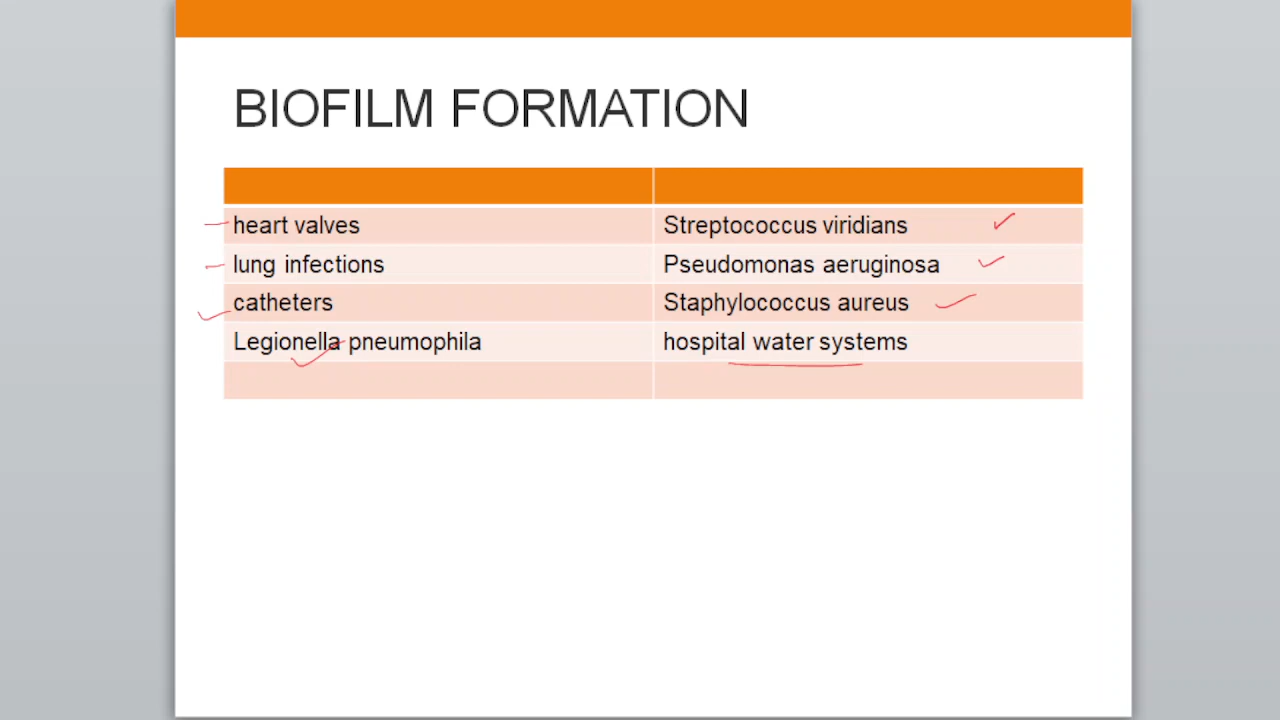 BIOFILM FORMATION
heart valves Streptococcus viridians
lung infections Pseudomonas aeruginosa
catheters Staphylococcus aureus
Legionella pneumophila hospital water systems